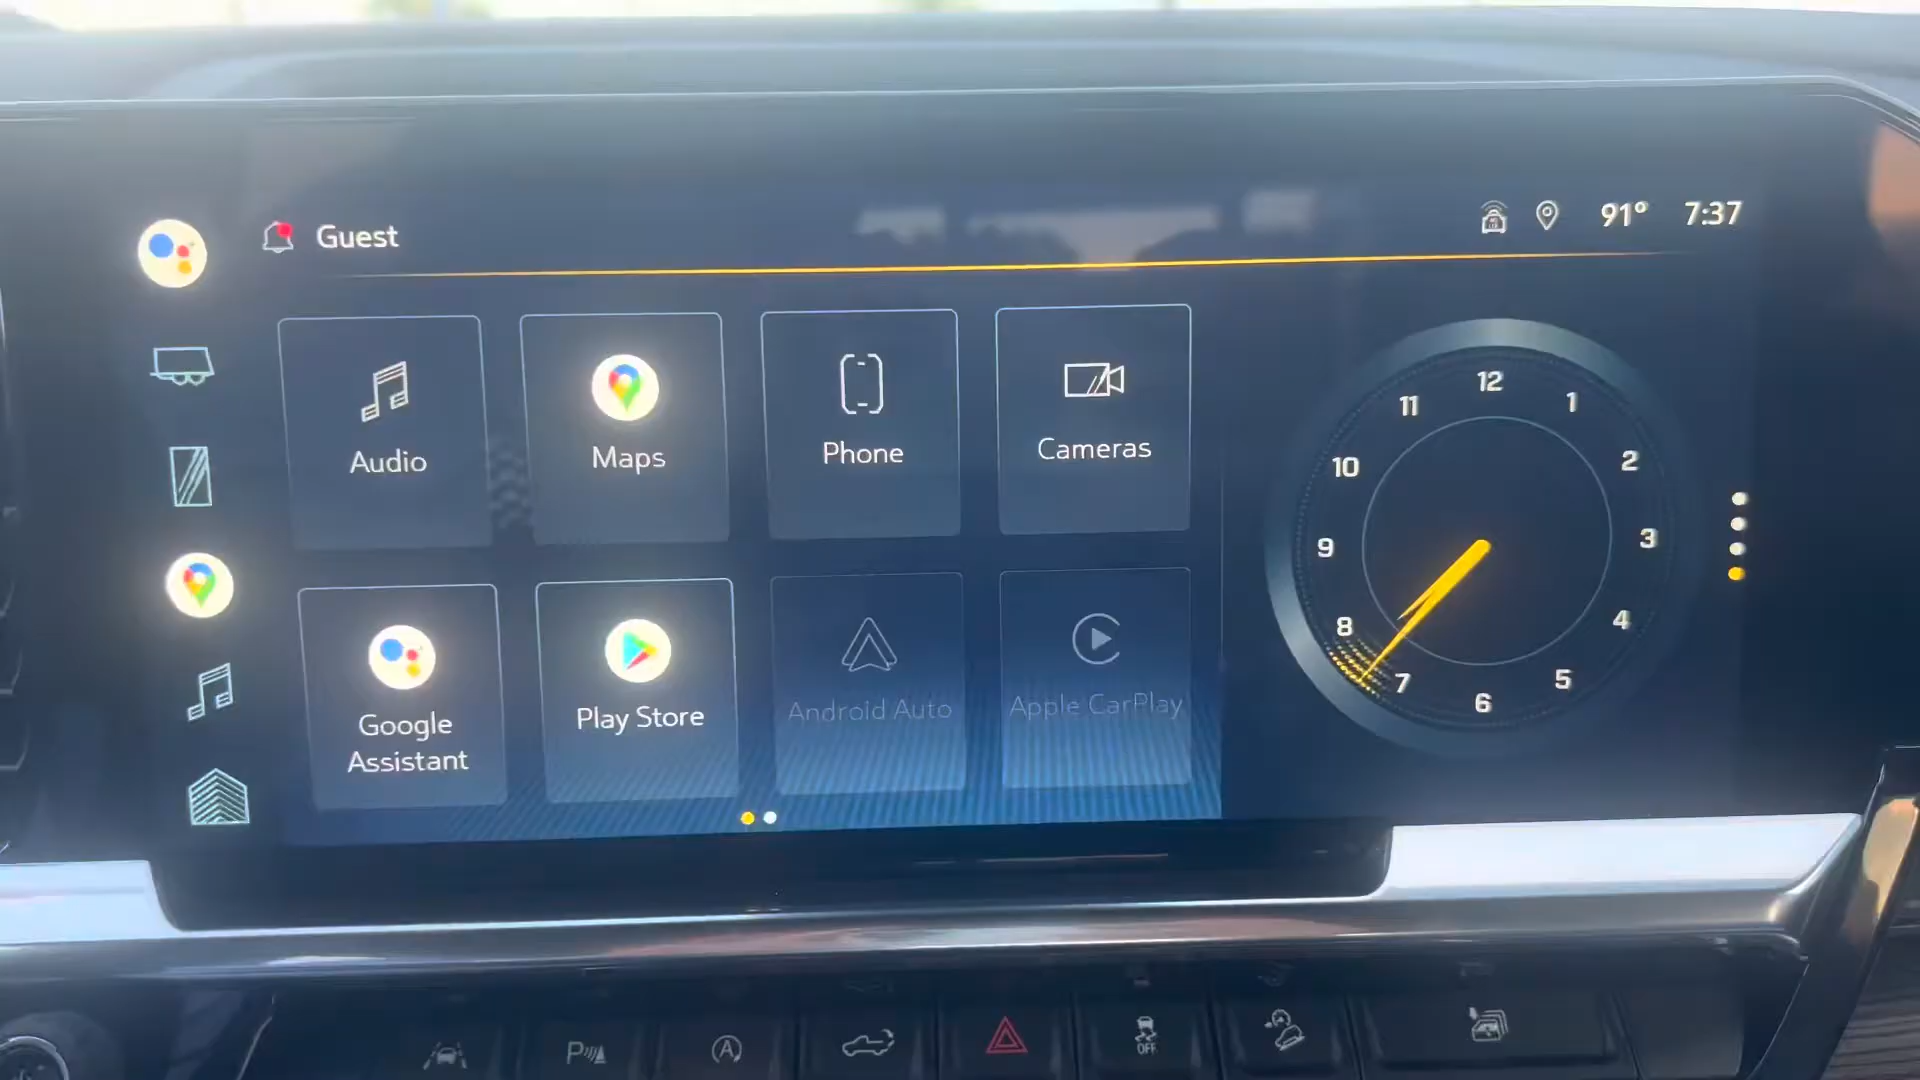 Guest
91° 7:37
Audio
Maps
Phone
Cameras
Google
Assistant
Play Store
Android Auto
Apple CarPlay
12
1
2
3
4
5
6
7
8
9
10
11
P
A
OFF